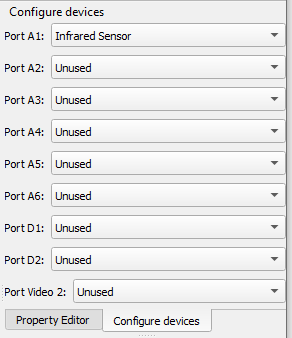 Configure devices
Port A1: Infrared Sensor
Port A2: Unused
Port A3: Unused
Port A4: Unused
Port A5: Unused
Port A6: Unused
Port D1: Unused
Port D2: Unused
Port Video 2: Unused
Property Editor Configure devices